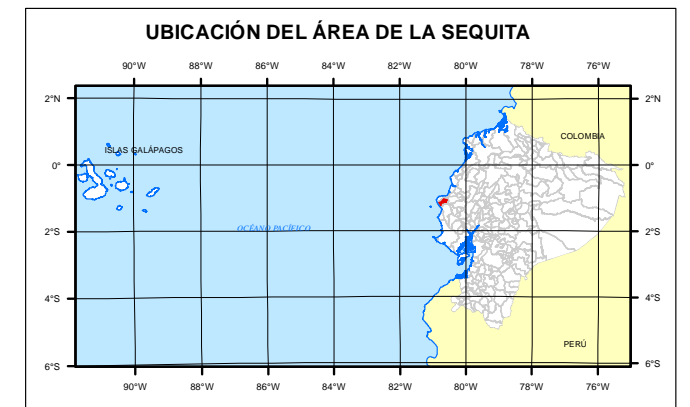 UBICACIÓN DEL ÁREA DE LA SEQUITA
90°W 88°W 86°W 84°W 82°W 80°W 78°W 76°W
2°N 2°N
COLOMBIA
ISLAS GALÁPAGOS
0° 0°
OCÉANO PACÍFICO
2°S 2°S
4°S 4°S
PERÚ
6°S 6°S
90°W 88°W 86°W 84°W 82°W 80°W 78°W 76°W